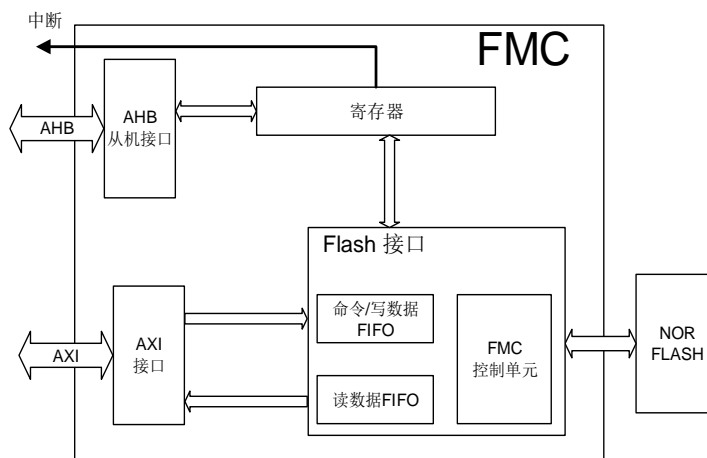 中断
FMC
AHB
AHB
从机接口
寄存器
Flash 接口
命令/写数据
FIFO
FMC
控制单元
读数据FIFO
AXI
AXI
接口
NOR
FLASH